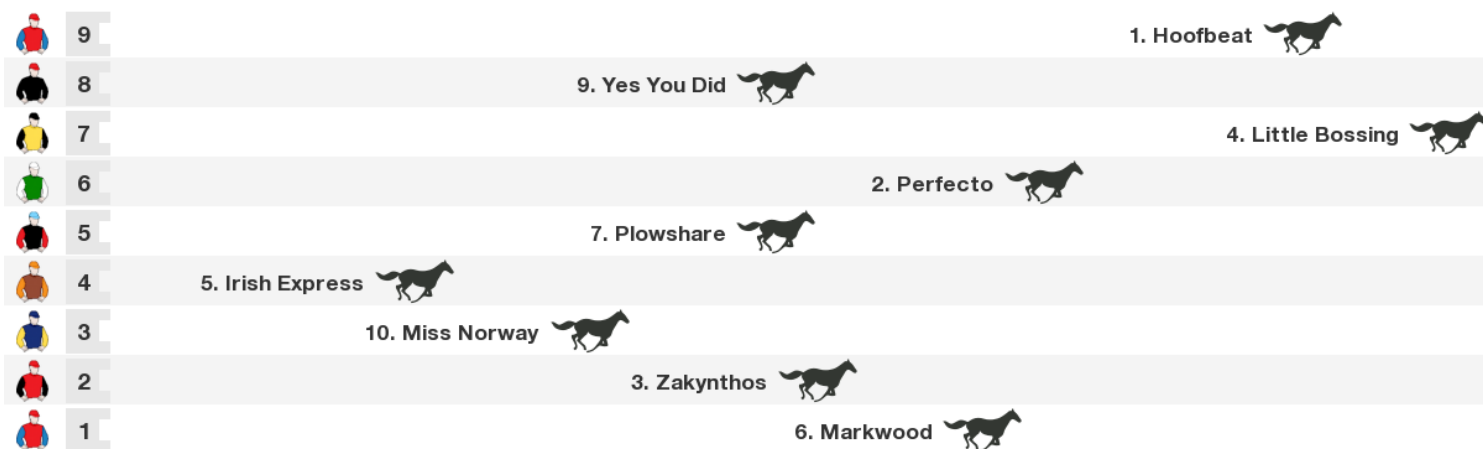 9 1. Hoofbeat
8 9. Yes You Did
7 4. Little Bossing
6 2. Perfecto
5 7. Plowshare
4 5. Irish Express
3 10. Miss Norway
2 3. Zakynthos
1 6. Markwood